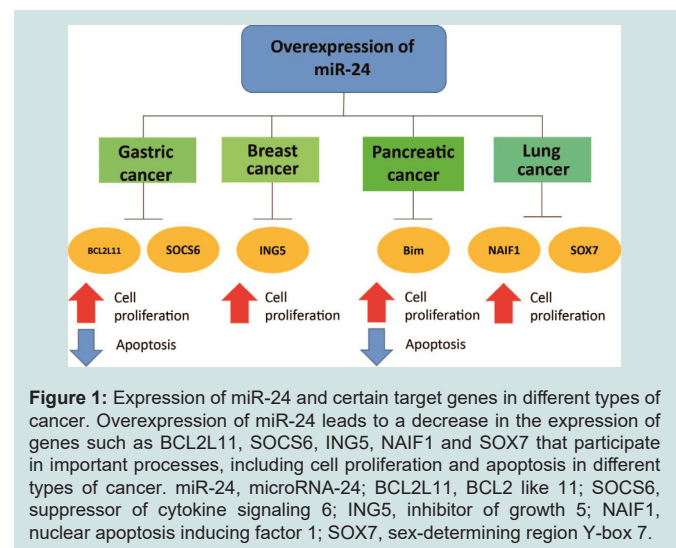 Overexpression of
miR-24
Gastric
cancer
Breast
cancer
Pancreatic
cancer
Lung
cancer
BCL2L11
SOCS6
ING5
Bim
NAIF1
SOX7
Cell
proliferation
Apoptosis
Cell
proliferation
Cell
proliferation
Apoptosis
Cell
proliferation
Figure 1: Expression of miR-24 and certain target genes in different types of
cancer. Overexpression of miR-24 leads to a decrease in the expression of
genes such as BCL2L11, SOCS6, ING5, NAIF1 and SOX7 that participate
in important processes, including cell proliferation and apoptosis in different
types of cancer. miR-24, microRNA-24; BCL2L11, BCL2 like 11; SOCS6,
suppressor of cytokine signaling 6; ING5, inhibitor of growth 5; NAIF1,
nuclear apoptosis inducing factor 1; SOX7, sex-determining region Y-box 7.